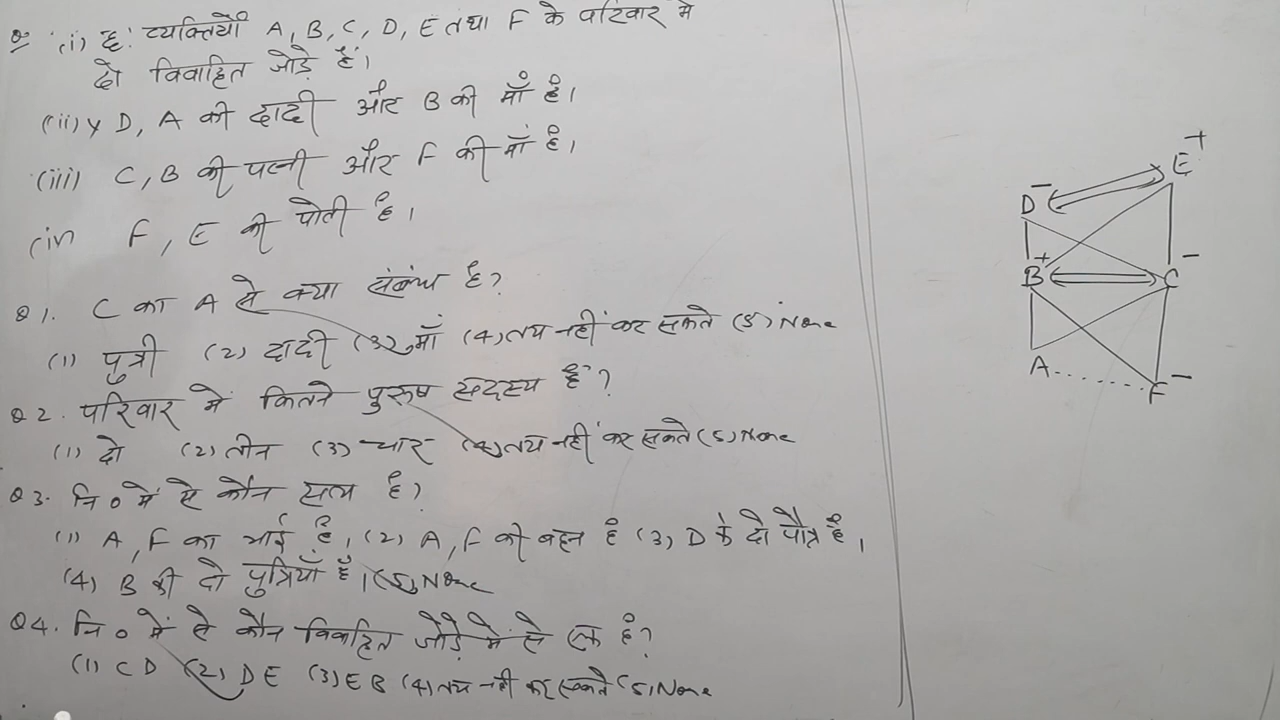 Q (i) छः व्यक्तियों A, B, C, D, E तथा F के परिवार में
दो विवाहित जोड़े हैं।
(ii) y D, A की दादी और B की माँ है।
(iii) C, B की पत्नी और F की माँ है।
(iv F, E की पोती है।
Q1. C का A से क्या संबंध है?
(1) पुत्री (2) दादी (3) माँ (4) तय नहीं कर सकते (5) None
Q2. परिवार में कितने पुरुष सदस्य हैं?
(1) दो (2) तीन (3) चार (4) तय नहीं कर सकते (5) None
Q3. नि० में से कौन सत्य है?
(1) A, F का भाई है। (2) A, F की बहन है (3) D के दो पौत्र हैं।
(4) B की दो पुत्रियाँ हैं। (5) None
Q4. नि० में से कौन विवाहित जोड़े में से एक है?
(1) CD (2) DE (3) EB (4) तय नहीं कर सकते (5) None
D− E+
B+ C−
A F−